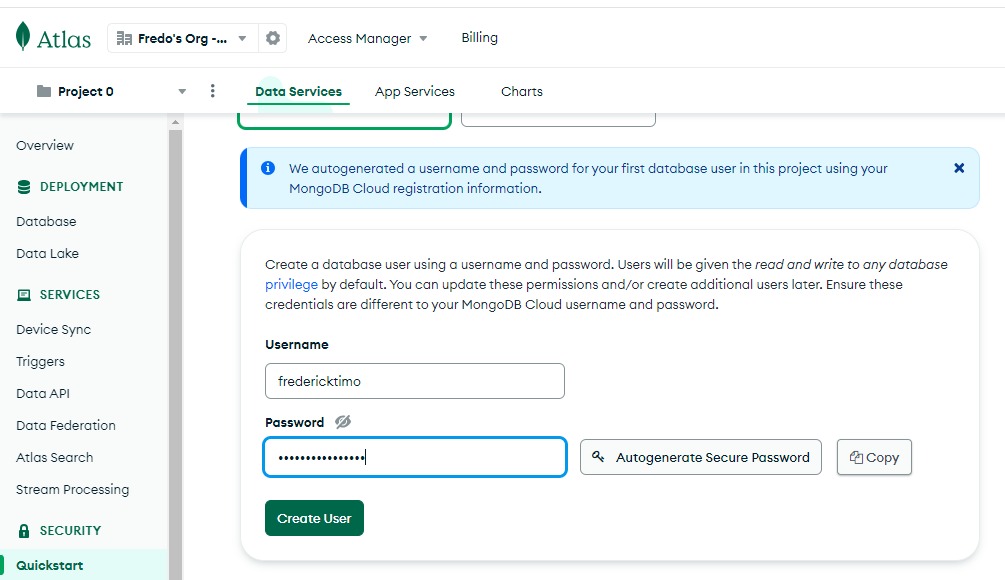 Atlas
Fredo's Org -...
Access Manager
Billing
Project 0
Data Services
App Services
Charts
Overview
DEPLOYMENT
Database
Data Lake
SERVICES
Device Sync
Triggers
Data API
Data Federation
Atlas Search
Stream Processing
SECURITY
Quickstart
We autogenerated a username and password for your first database user in this project using your
MongoDB Cloud registration information.
Create a database user using a username and password. Users will be given the read and write to any database
privilege by default. You can update these permissions and/or create additional users later. Ensure these
credentials are different to your MongoDB Cloud username and password.
Username
fredericktimo
Password
••••••••••••••••
Autogenerate Secure Password
Copy
Create User